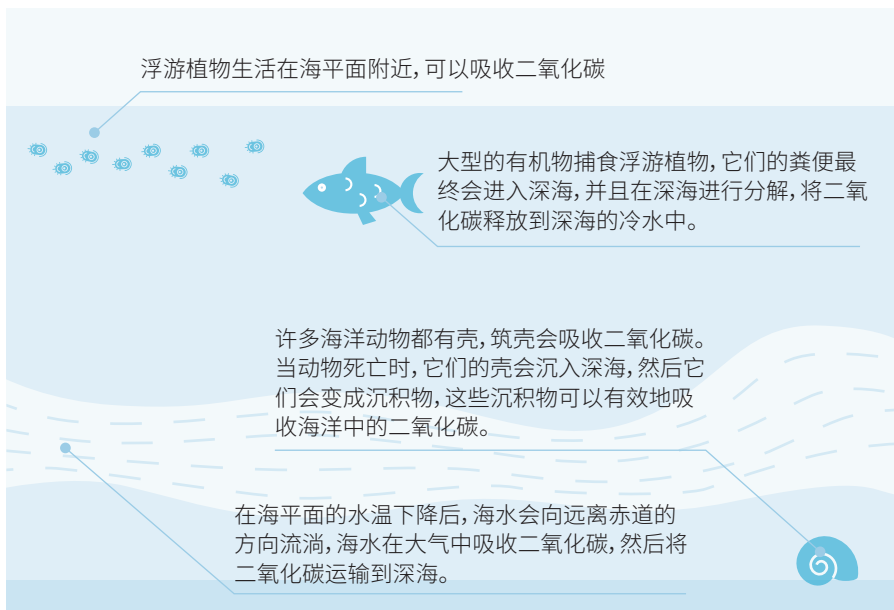 浮游植物生活在海平面附近，可以吸收二氧化碳
大型的有机物捕食浮游植物，它们的粪便最
终会进入深海，并且在深海进行分解，将二氧
化碳释放到深海的冷水中。
许多海洋动物都有壳，筑壳会吸收二氧化碳。
当动物死亡时，它们的壳会沉入深海，然后它
们会变成沉积物，这些沉积物可以有效地吸
收海洋中的二氧化碳。
在海平面的水温下降后，海水会向远离赤道的
方向流淌，海水在大气中吸收二氧化碳，然后将
二氧化碳运输到深海。